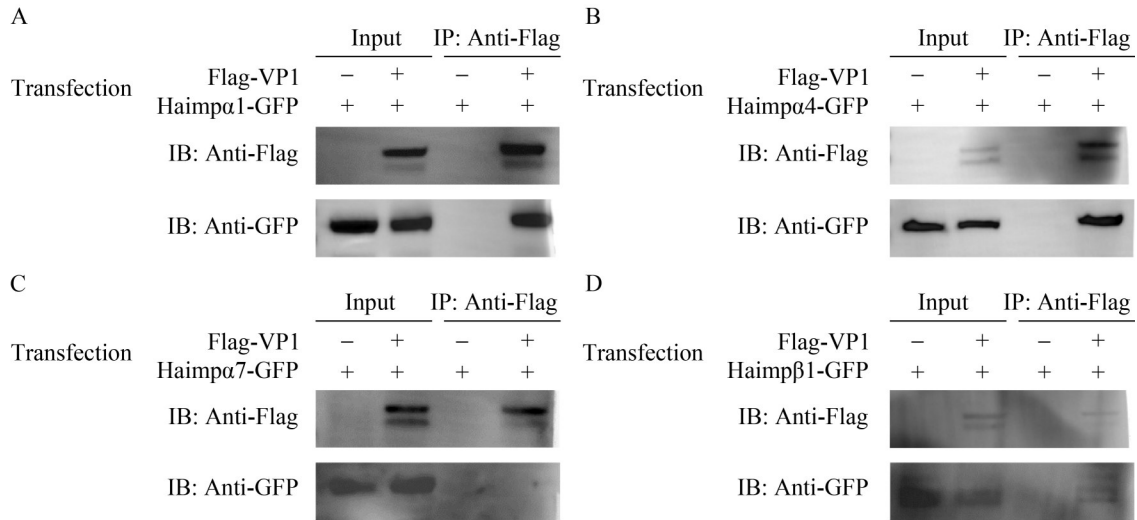 A
Input IP: Anti-Flag
Flag-VP1 − + − +
Transfection
Haimpα1-GFP + + + +
IB: Anti-Flag
IB: Anti-GFP
B
Input IP: Anti-Flag
Flag-VP1 − + − +
Transfection
Haimpα4-GFP + + + +
IB: Anti-Flag
IB: Anti-GFP
C
Input IP: Anti-Flag
Flag-VP1 − + − +
Transfection
Haimpα7-GFP + + + +
IB: Anti-Flag
IB: Anti-GFP
D
Input IP: Anti-Flag
Flag-VP1 − + − +
Transfection
Haimpβ1-GFP + + + +
IB: Anti-Flag
IB: Anti-GFP